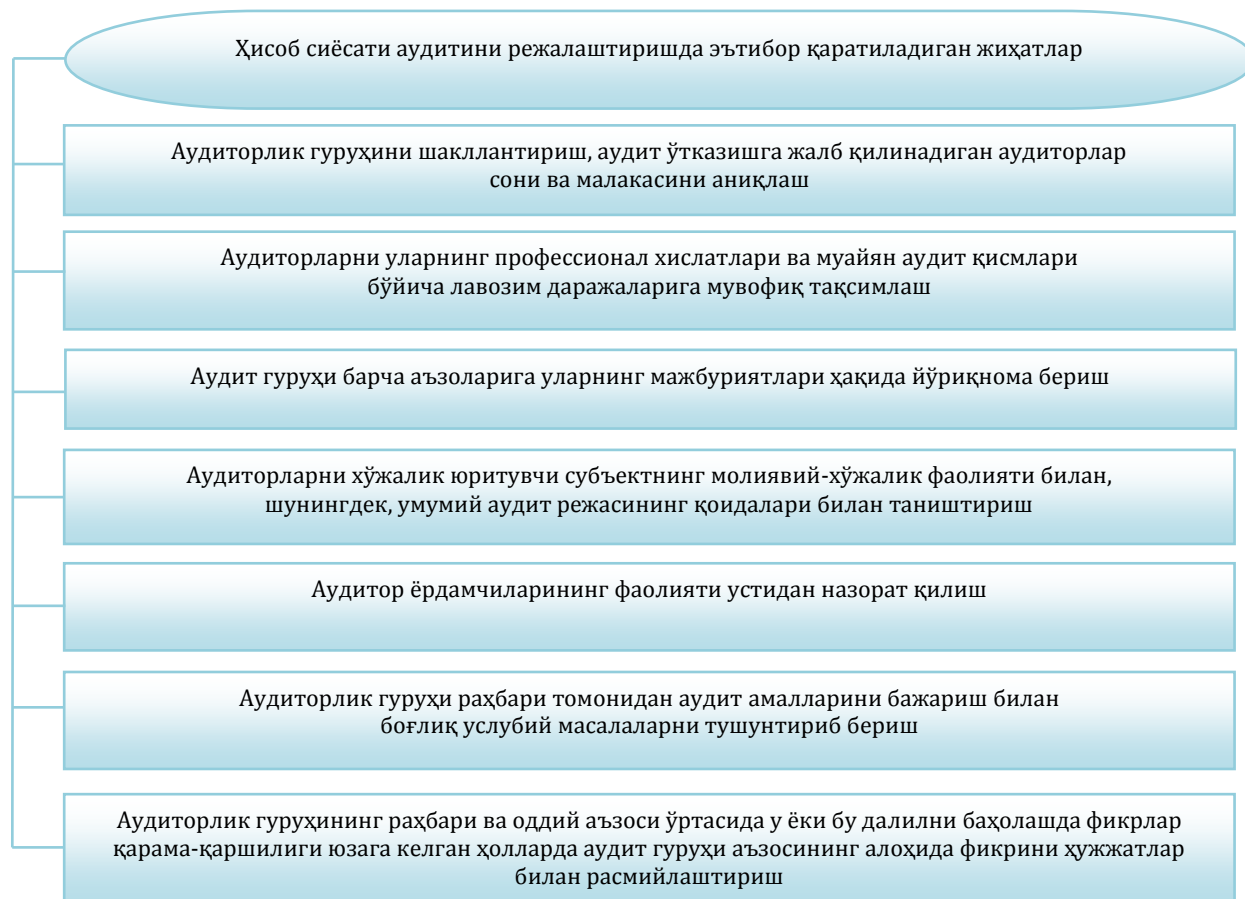 Ҳисоб сиёсати аудитини режалаштиришда эътибор қаратиладиган жиҳатлар
Аудиторлик гуруҳини шакллантириш, аудит ўтказишга жалб қилинадиган аудиторлар
сони ва малакасини аниқлаш
Аудиторларни уларнинг профессионал хислатлари ва муайян аудит қисмлари
бўйича лавозим даражаларига мувофиқ тақсимлаш
Аудит гуруҳи барча аъзоларига уларнинг мажбуриятлари ҳақида йўриқнома бериш
Аудиторларни хўжалик юритувчи субъектнинг молиявий-хўжалик фаолияти билан,
шунингдек, умумий аудит режасининг қоидалари билан таништириш
Аудитор ёрдамчиларининг фаолияти устидан назорат қилиш
Аудиторлик гуруҳи раҳбари томонидан аудит амалларини бажариш билан
боғлиқ услубий масалаларни тушунтириб бериш
Аудиторлик гуруҳининг раҳбари ва оддий аъзоси ўртасида у ёки бу далилни баҳолашда фикрлар
қарама-қаршилиги юзага келган ҳолларда аудит гуруҳи аъзосининг алоҳида фикрини ҳужжатлар
билан расмийлаштириш